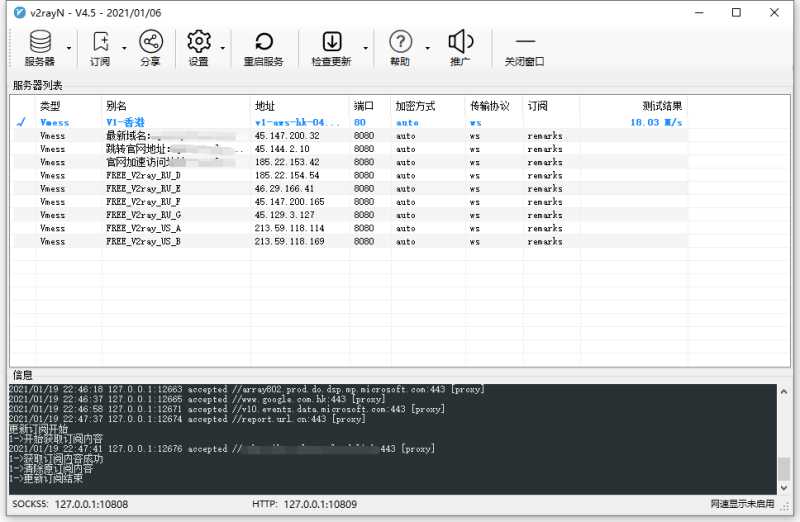 v2rayN - V4.5 - 2021/01/06
服务器 订阅 分享 设置 重启服务 检查更新 帮助 推广 关闭窗口
服务器列表
类型 别名 地址 端口 加密方式 传输协议 订阅 测试结果
Vmess V1-香港 v1-aws-hk-04... 80 auto ws 18.03 M/s
Vmess 最新域名: 45.147.200.32 8080 auto ws remarks
Vmess 跳转官网地址: .. 45.144.2.10 8080 auto ws remarks
Vmess 官网加速访问地址 185.22.153.42 8080 auto ws remarks
Vmess FREE_V2ray_RU_D 185.22.154.54 8080 auto ws remarks
Vmess FREE_V2ray_RU_E 46.29.166.41 8080 auto ws remarks
Vmess FREE_V2ray_RU_F 45.147.200.165 8080 auto ws remarks
Vmess FREE_V2ray_RU_G 45.129.3.127 8080 auto ws remarks
Vmess FREE_V2ray_US_A 213.59.118.114 8080 auto ws remarks
Vmess FREE_V2ray_US_B 213.59.118.169 8080 auto ws remarks
信息
2021/01/19 22:46:18 127.0.0.1:12663 accepted //array802.prod.do.dsp.mp.microsoft.com:443 [proxy]
2021/01/19 22:46:37 127.0.0.1:12665 accepted //www.google.com.hk:443 [proxy]
2021/01/19 22:46:58 127.0.0.1:12671 accepted //v10.events.data.microsoft.com:443 [proxy]
2021/01/19 22:47:37 127.0.0.1:12674 accepted //report.url.cn:443 [proxy]
更新订阅开始
1->开始获取订阅内容
2021/01/19 22:47:41 127.0.0.1:12676 accepted // 443 [proxy]
1->获取订阅内容成功
1->清除原订阅内容
1->更新订阅结束
SOCKS5: 127.0.0.1:10808 HTTP: 127.0.0.1:10809 网速显示未启用